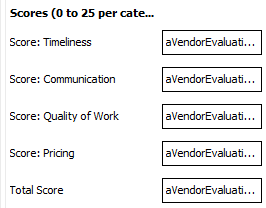 Scores (0 to 25 per cate...
Score: Timeliness aVendorEvaluati...
Score: Communication aVendorEvaluati...
Score: Quality of Work aVendorEvaluati...
Score: Pricing aVendorEvaluati...
Total Score aVendorEvaluati...